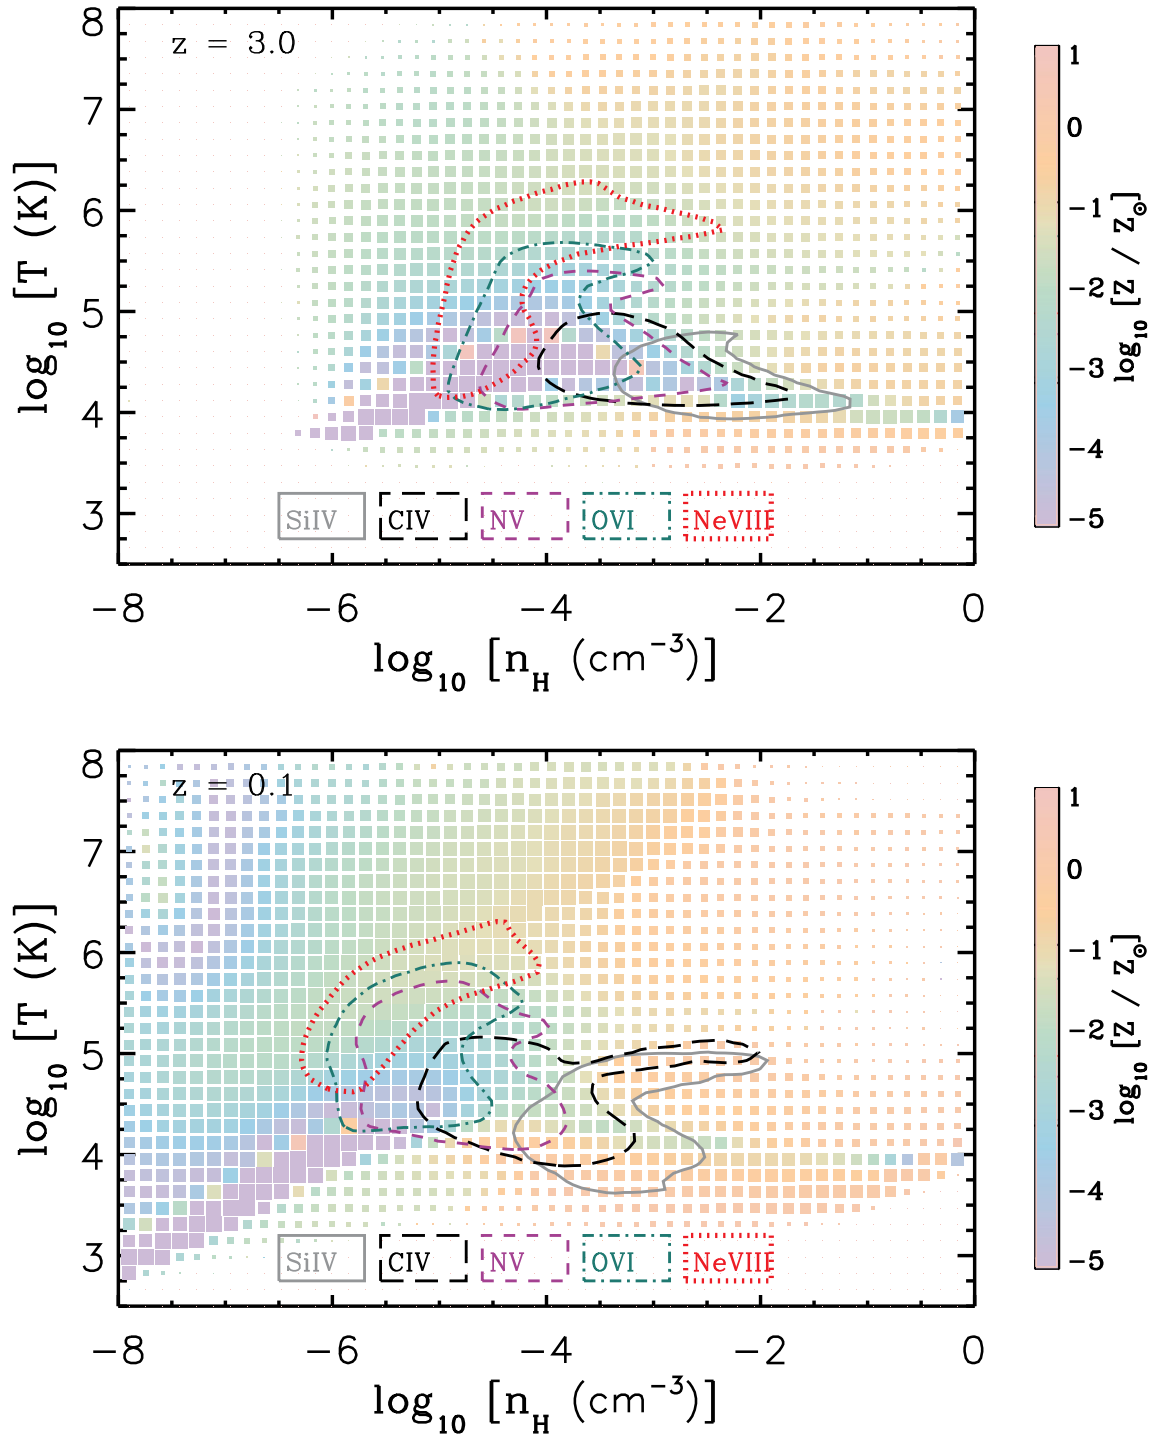 z = 3.0
8
7
6
5
4
3
log₁₀ [T (K)]
SiIV CIV NV OVI NeVIII
−8 −6 −4 −2 0
log₁₀ [n_H (cm⁻³)]
1
0
−1
−2
−3
−4
−5
log₁₀ [Z / Z⊙]
z = 0.1
8
7
6
5
4
3
log₁₀ [T (K)]
SiIV CIV NV OVI NeVIII
−8 −6 −4 −2 0
log₁₀ [n_H (cm⁻³)]
1
0
−1
−2
−3
−4
−5
log₁₀ [Z / Z⊙]